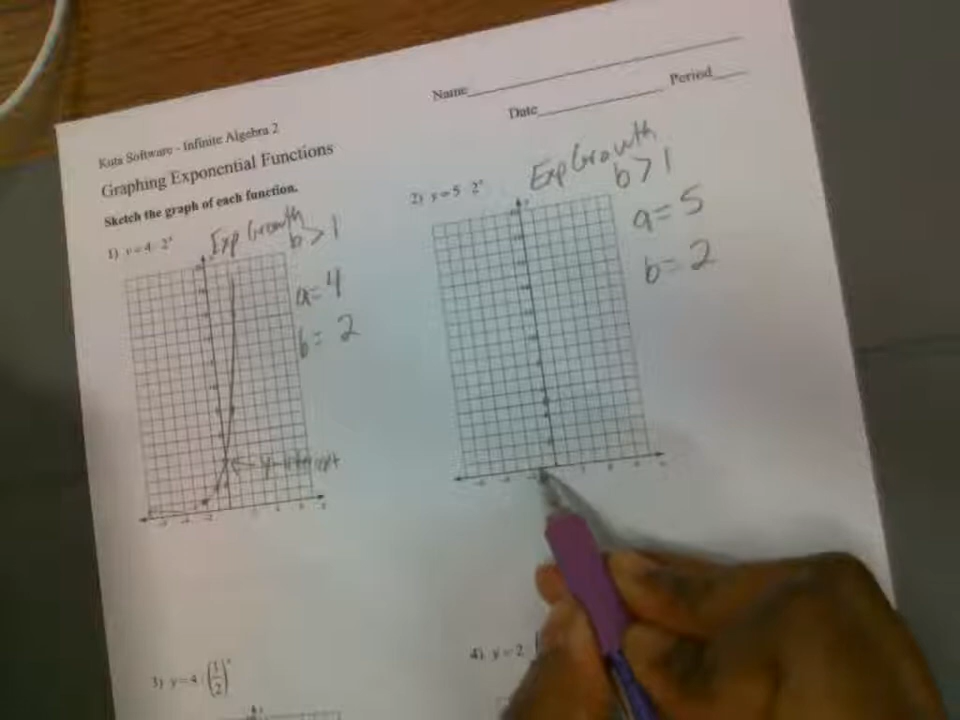 Name
Date
Period
Kuta Software - Infinite Algebra 2
Graphing Exponential Functions
Sketch the graph of each function.
1) y = 4 · 2ˣ
Exp Growth
b > 1
a = 4
b = 2
y-intercept
2) y = 5 · 2ˣ
Exp Growth
b > 1
a = 5
b = 2
3) y = 4 · (1/2)ˣ
4) y = 2